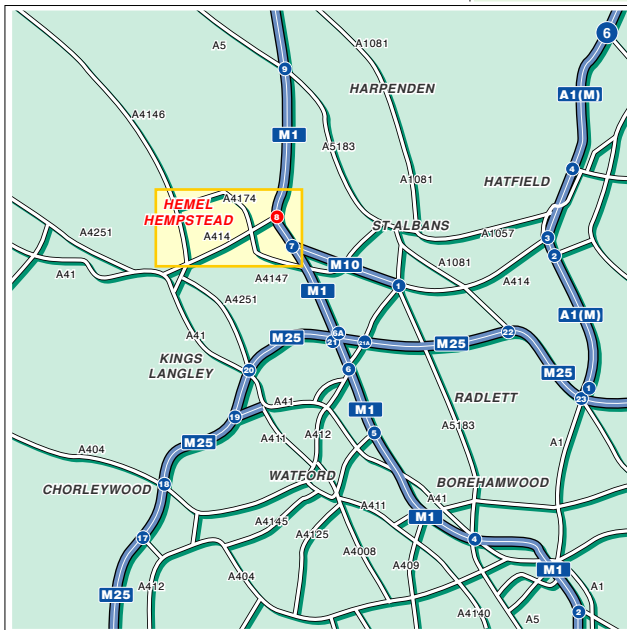 6
A5
A1081
9
HARPENDEN
A1(M)
A4146
M1
A5183
4
A1081
HATFIELD
A4174
HEMEL
HEMPSTEAD
8
A4251
A414
ST ALBANS
3
A1057
7
2
A41
M10
A1081
A4147
M1
1
A414
A4251
A1(M)
A41
M25
6A
21
21A
M25
22
KINGS
LANGLEY
20
6
M25
RADLETT
1
23
A41
M1
19
A411
A412
5
A5183
A1
A404
M25
WATFORD
BOREHAMWOOD
CHORLEYWOOD
18
A41
A411
M1
A4145
A4125
17
4
A4008
A409
M1
A404
A412
M25
A1
A4140
A5
2